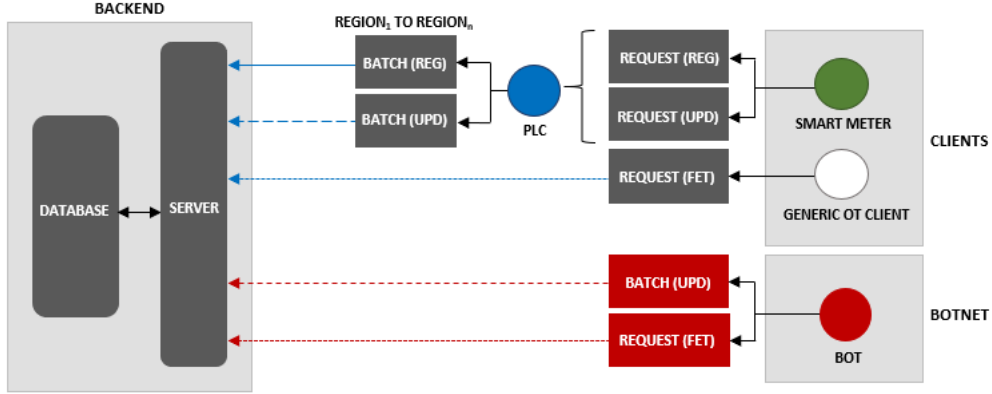 BACKEND
REGION₁ TO REGIONₙ
BATCH (REG)
REQUEST (REG)
BATCH (UPD)
REQUEST (UPD)
PLC
SMART METER
CLIENTS
REQUEST (FET)
DATABASE
SERVER
GENERIC OT CLIENT
BATCH (UPD)
BOTNET
REQUEST (FET)
BOT